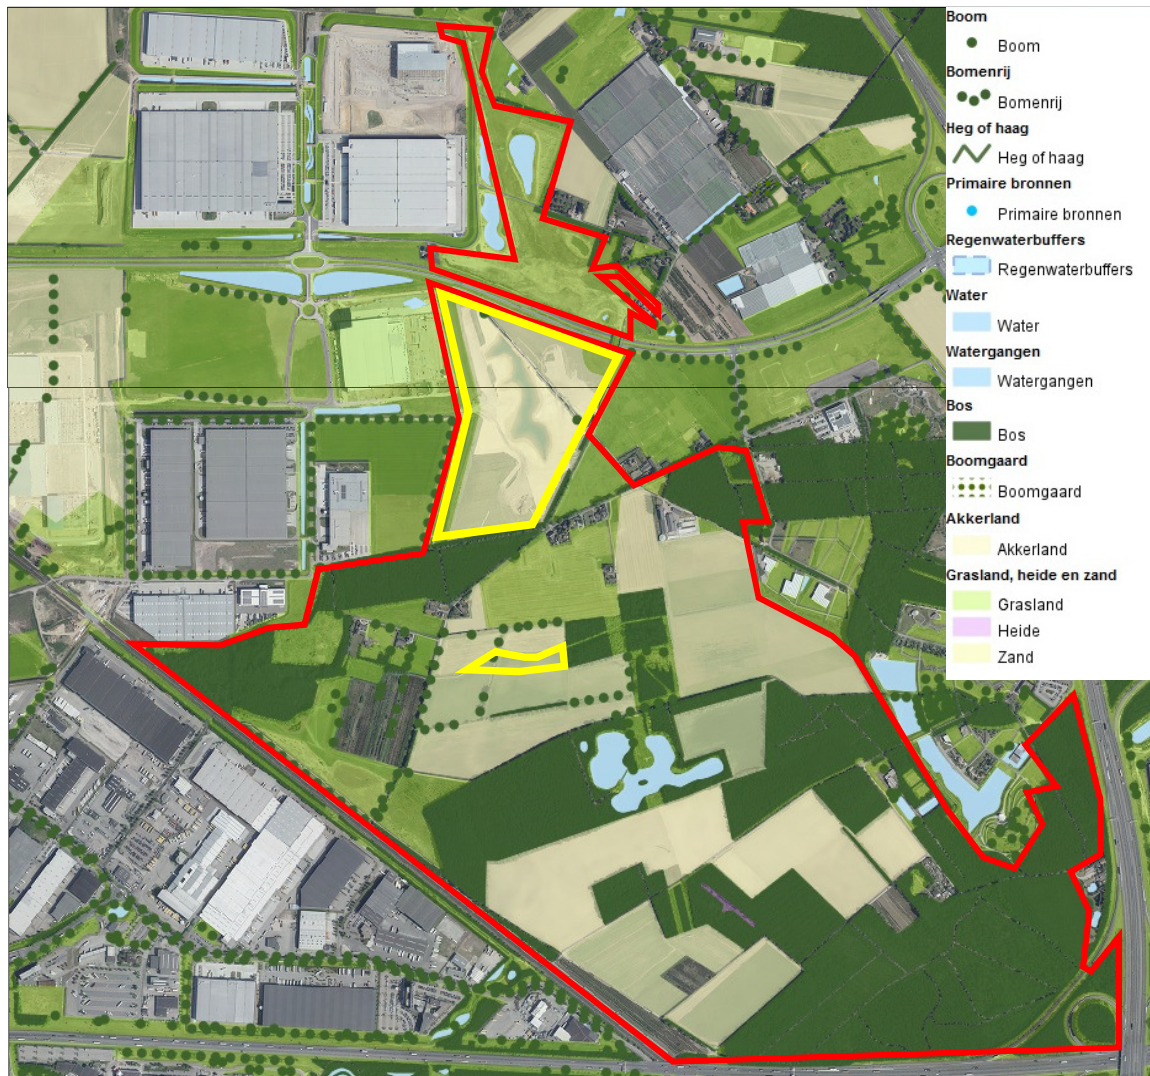 Boom
Boom
Bomenrij
Bomenrij
Heg of haag
Heg of haag
Primaire bronnen
Primaire bronnen
Regenwaterbuffers
Regenwaterbuffers
Water
Water
Watergangen
Watergangen
Bos
Bos
Boomgaard
Boomgaard
Akkerland
Akkerland
Grasland, heide en zand
Grasland
Heide
Zand